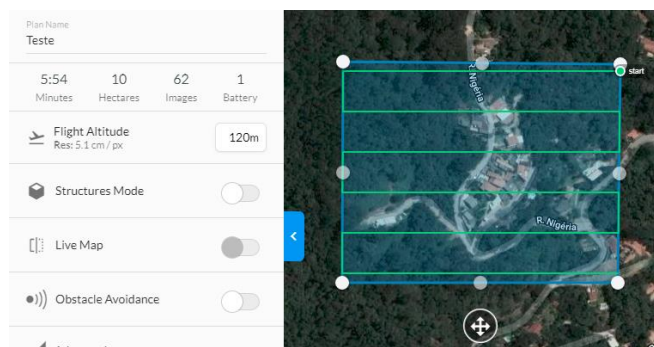 Plan Name
Teste
5:54 10 62 1
Minutes Hectares Images Battery
Flight Altitude
Res: 5.1 cm / px
120m
Structures Mode
Live Map
Obstacle Avoidance
start
R. Nigéria
R. Nigéria